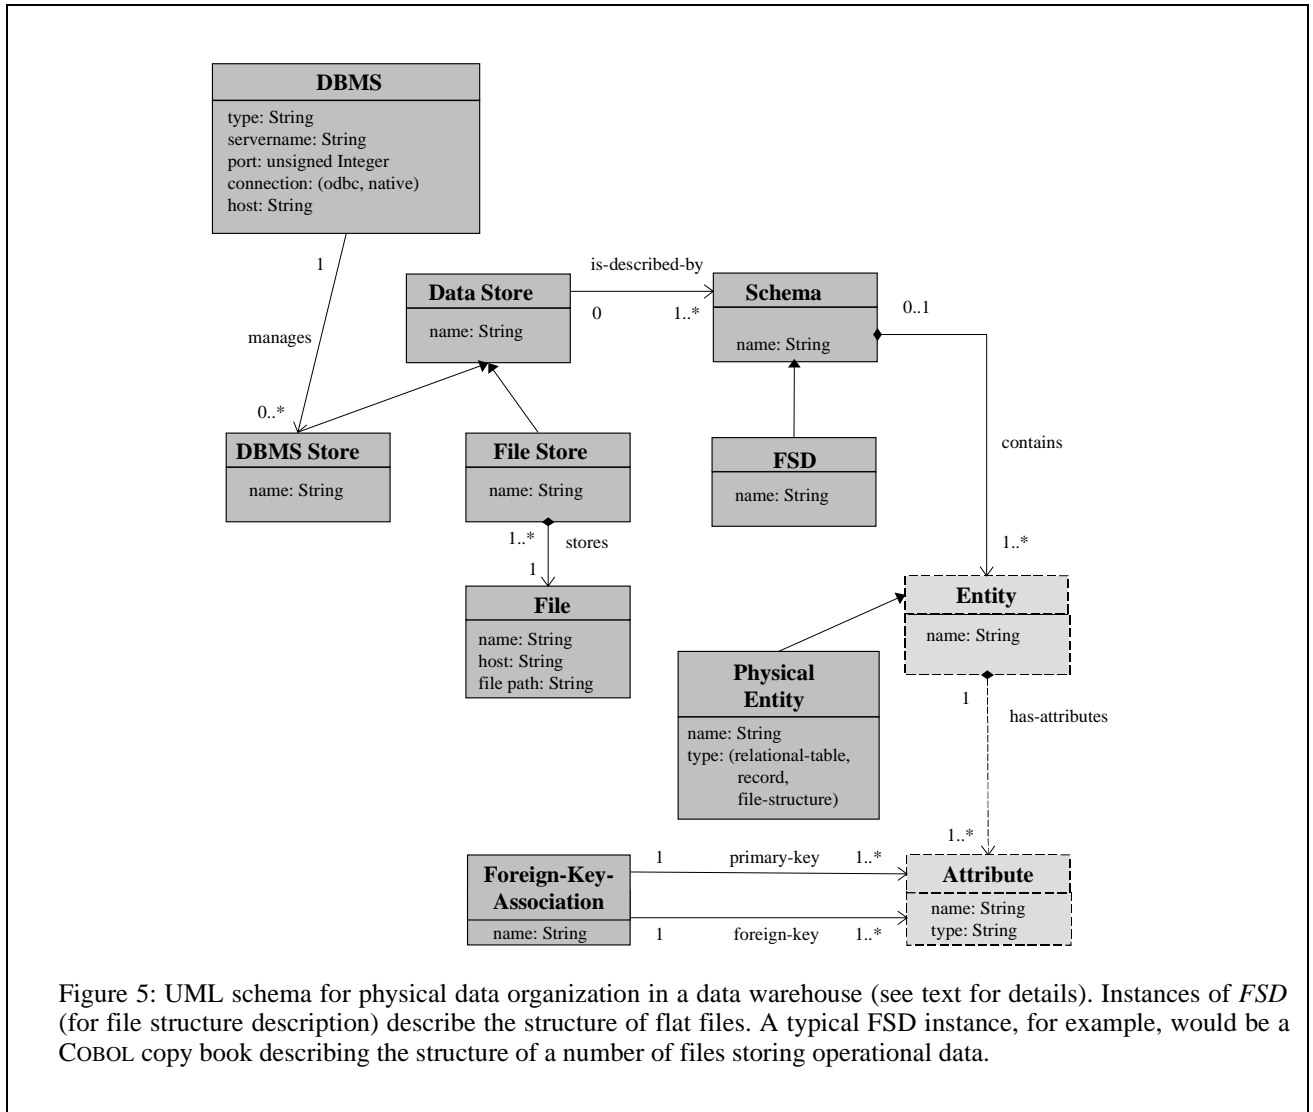 DBMS
type: String
servername: String
port: unsigned Integer
connection: (odbc, native)
host: String
1
manages
0..*
Data Store
name: String
is-described-by
0
1..*
Schema
name: String
0..1
contains
1..*
DBMS Store
name: String
File Store
name: String
FSD
name: String
1..*
stores
1
File
name: String
host: String
file path: String
Entity
name: String
Physical
Entity
name: String
type: (relational-table,
record,
file-structure)
1
has-attributes
1..*
Foreign-Key-
Association
name: String
1
primary-key
1..*
1
foreign-key
1..*
Attribute
name: String
type: String
Figure 5: UML schema for physical data organization in a data warehouse (see text for details). Instances of FSD
(for file structure description) describe the structure of flat files. A typical FSD instance, for example, would be a
COBOL copy book describing the structure of a number of files storing operational data.